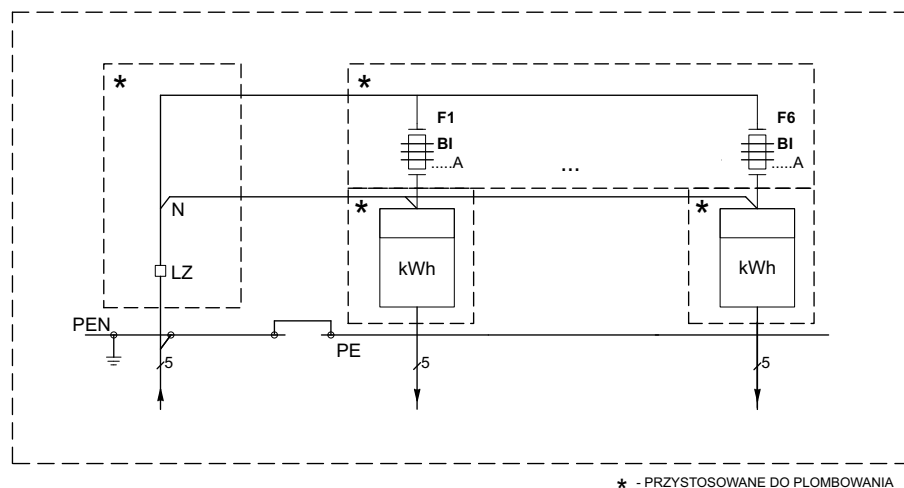 *
*
F1
F6
BI
BI
.....A
.....A
...
N
*
*
kWh
kWh
LZ
PEN
PE
5
5
5
* - PRZYSTOSOWANE DO PLOMBOWANIA